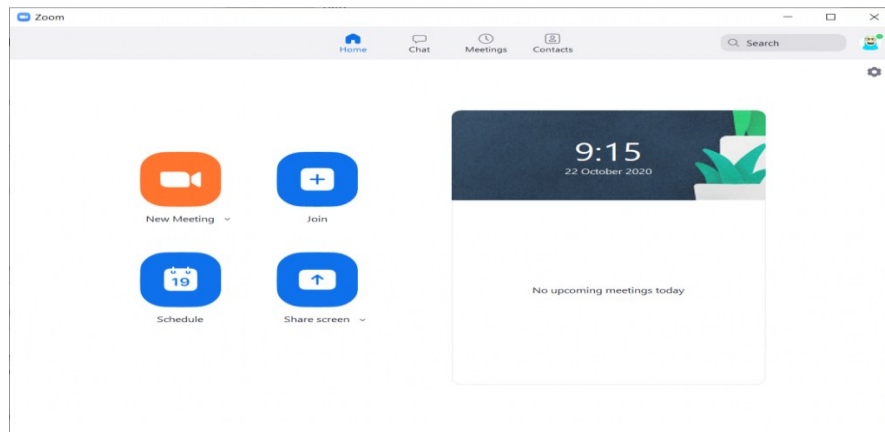 Zoom
Home
Chat
Meetings
Contacts
Search
9:15
22 October 2020
New Meeting
Join
19
Schedule
Share screen
No upcoming meetings today